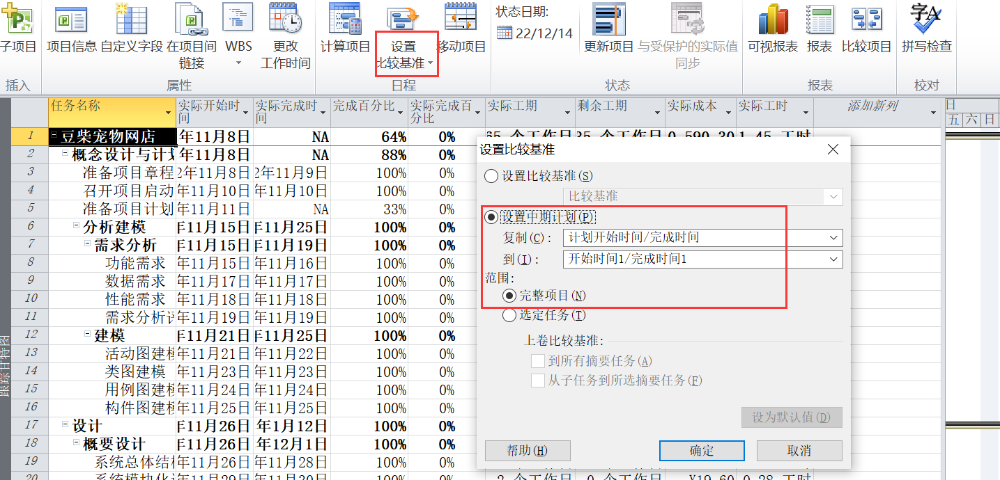 子项目
项目信息 自定义字段 在项目间链接 WBS 更改工作时间
计算项目 设置比较基准 移动项目
状态日期:
22/12/14
更新项目 与受保护的实际值同步
可视报表 报表 比较项目 拼写检查
插入 属性 日程 状态 报表 校对
任务名称 实际开始时间 实际完成时间 完成百分比 实际完成百分比 实际工期 剩余工期 实际成本 实际工时 添加新列 日
五 六 日
1 豆柴宠物网店 年11月8日 NA 64% 0%
2 概念设计与计划 年11月8日 NA 88% 0%
3 准备项目章程 2年11月8日 2年11月9日 100% 0%
4 召开项目启动 年11月10日 年11月10日 100% 0%
5 准备项目计划 年11月11日 NA 33% 0%
6 分析建模 年11月15日 年11月25日 100% 0%
7 需求分析 年11月15日 年11月19日 100% 0%
8 功能需求 年11月15日 年11月16日 100% 0%
9 数据需求 年11月17日 年11月17日 100% 0%
10 性能需求 年11月18日 年11月18日 100% 0%
11 需求分析评 年11月19日 年11月19日 100% 0%
12 建模 年11月21日 年11月25日 100% 0%
13 活动图建模 年11月21日 年11月22日 100% 0%
14 类图建模 年11月23日 年11月23日 100% 0%
15 用例图建模 年11月24日 年11月24日 100% 0%
16 构件图建模 年11月25日 年11月25日 100% 0%
17 设计 年11月26日 年1月12日 100% 0%
18 概要设计 年11月26日 年12月1日 100% 0%
19 系统总体结构 年11月26日 年11月28日 100% 0%
20 系统模块化设 年11月29日 年11月30日 100% 0% 2 个工作日 0 个工作日 ¥19.60 0.28 工时
跟踪甘特图
设置比较基准
设置比较基准(S)
比较基准
设置中期计划(P)
复制(C): 计划开始时间/完成时间
到(I): 开始时间1/完成时间1
范围:
完整项目(N)
选定任务(T)
上卷比较基准:
到所有摘要任务(A)
从子任务到所选摘要任务(F)
设为默认值(D)
帮助(H) 确定 取消